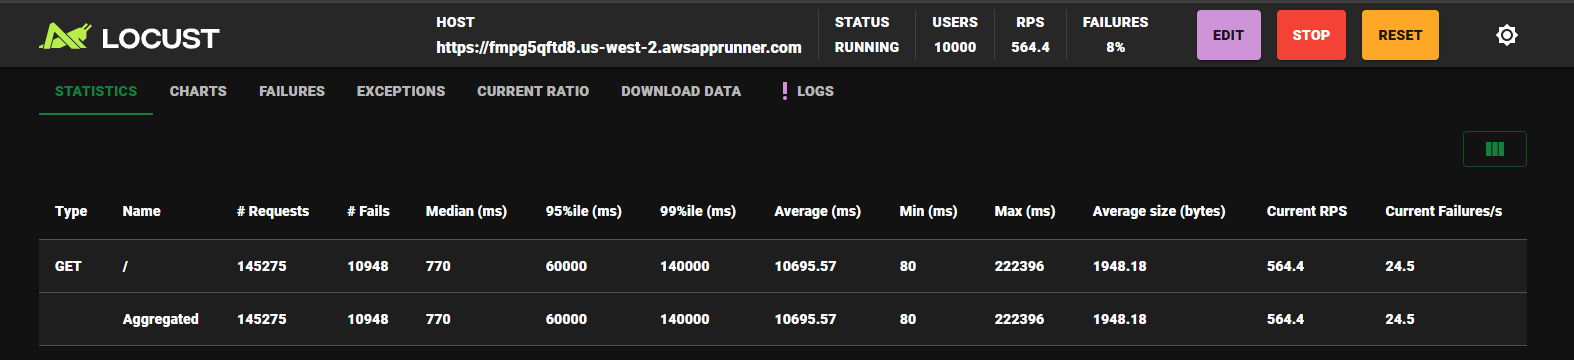 LOCUST
HOST
https://fmpg5qftd8.us-west-2.awsapprunner.com
STATUS
RUNNING
USERS
10000
RPS
564.4
FAILURES
8%
EDIT
STOP
RESET
STATISTICS CHARTS FAILURES EXCEPTIONS CURRENT RATIO DOWNLOAD DATA ! LOGS
Type Name # Requests # Fails Median (ms) 95%ile (ms) 99%ile (ms) Average (ms) Min (ms) Max (ms) Average size (bytes) Current RPS Current Failures/s
GET / 145275 10948 770 60000 140000 10695.57 80 222396 1948.18 564.4 24.5
Aggregated 145275 10948 770 60000 140000 10695.57 80 222396 1948.18 564.4 24.5